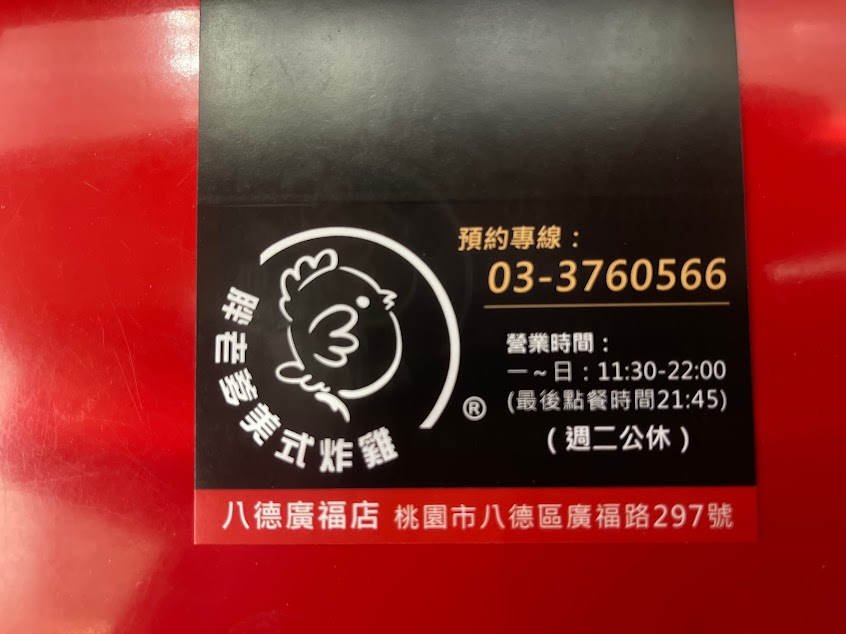 預約專線：
03-3760566
胖老爹美式炸雞
®
營業時間：
一～日：11:30-22:00
(最後點餐時間21:45)
(週二公休)
八德廣福店 桃園市八德區廣福路297號